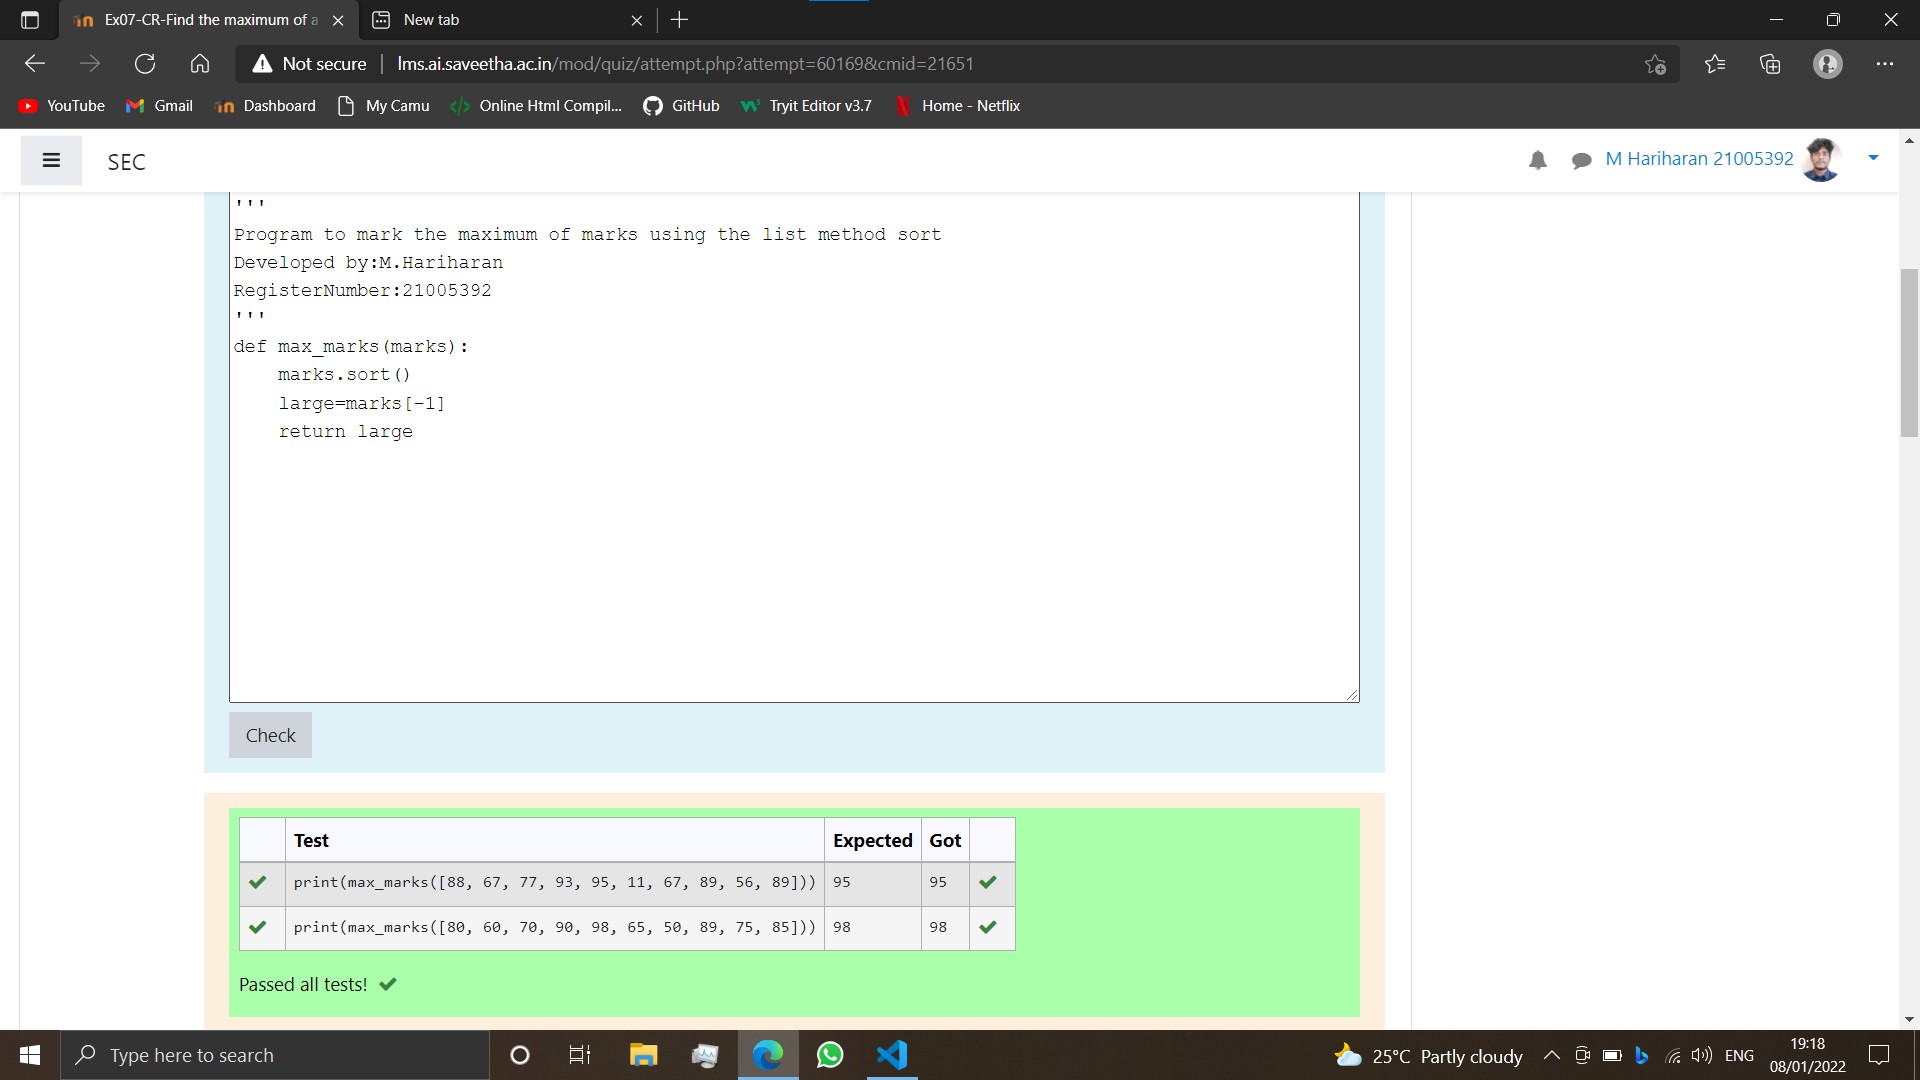 Ex07-CR-Find the maximum of a
New tab
Not secure
lms.ai.saveetha.ac.in/mod/quiz/attempt.php?attempt=60169&cmid=21651
YouTube
Gmail
Dashboard
My Camu
Online Html Compil...
GitHub
Tryit Editor v3.7
Home - Netflix
SEC
M Hariharan 21005392
'''
Program to mark the maximum of marks using the list method sort
Developed by:M.Hariharan
RegisterNumber:21005392
'''
def max_marks(marks):
    marks.sort()
    large=marks[-1]
    return large
Check
Test Expected Got
print(max_marks([88, 67, 77, 93, 95, 11, 67, 89, 56, 89])) 95 95
print(max_marks([80, 60, 70, 90, 98, 65, 50, 89, 75, 85])) 98 98
Passed all tests!
Type here to search
25°C Partly cloudy
ENG
19:18
08/01/2022